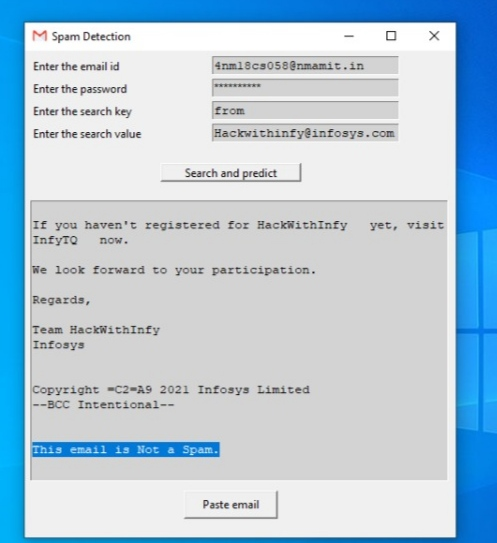 Spam Detection
Enter the email id 4nm18cs058@nmamit.in
Enter the password **********
Enter the search key from
Enter the search value Hackwithinfy@infosys.com
Search and predict
If you haven't registered for HackWithInfy yet, visit
InfyTQ now.
We look forward to your participation.
Regards,
Team HackWithInfy
Infosys
Copyright =C2=A9 2021 Infosys Limited
--BCC Intentional--
This email is Not a Spam.
Paste email